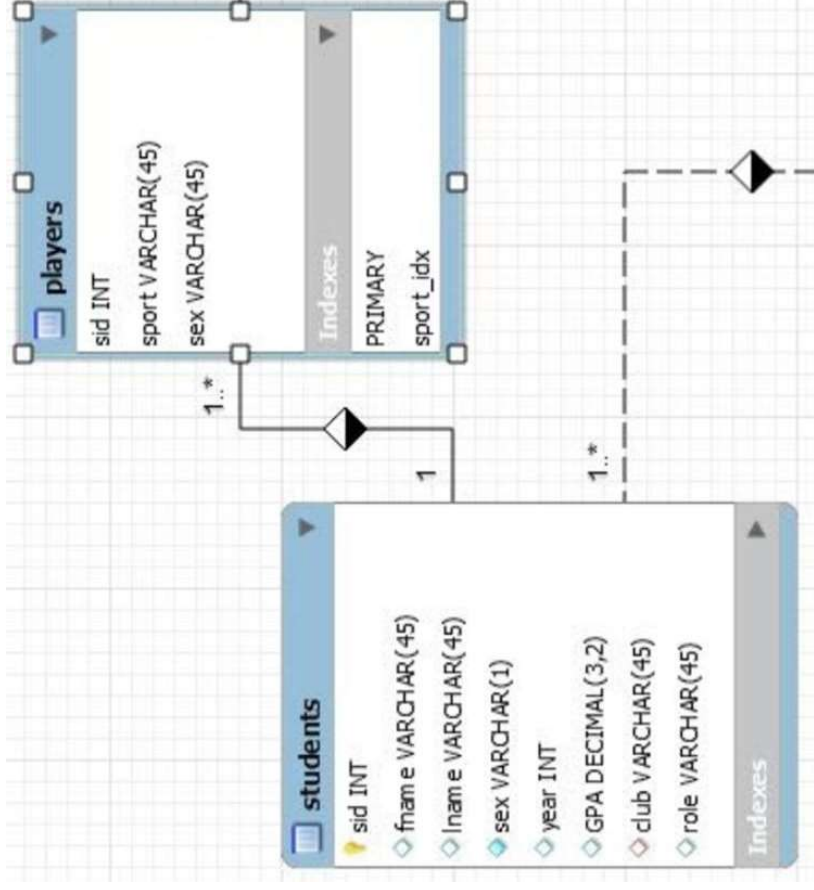 players
sid INT
sport VARCHAR(45)
sex VARCHAR(45)
Indexes
PRIMARY
sport_idx
1..*
1
1..*
students
sid INT
fname VARCHAR(45)
lname VARCHAR(45)
sex VARCHAR(1)
year INT
GPA DECIMAL(3,2)
club VARCHAR(45)
role VARCHAR(45)
Indexes